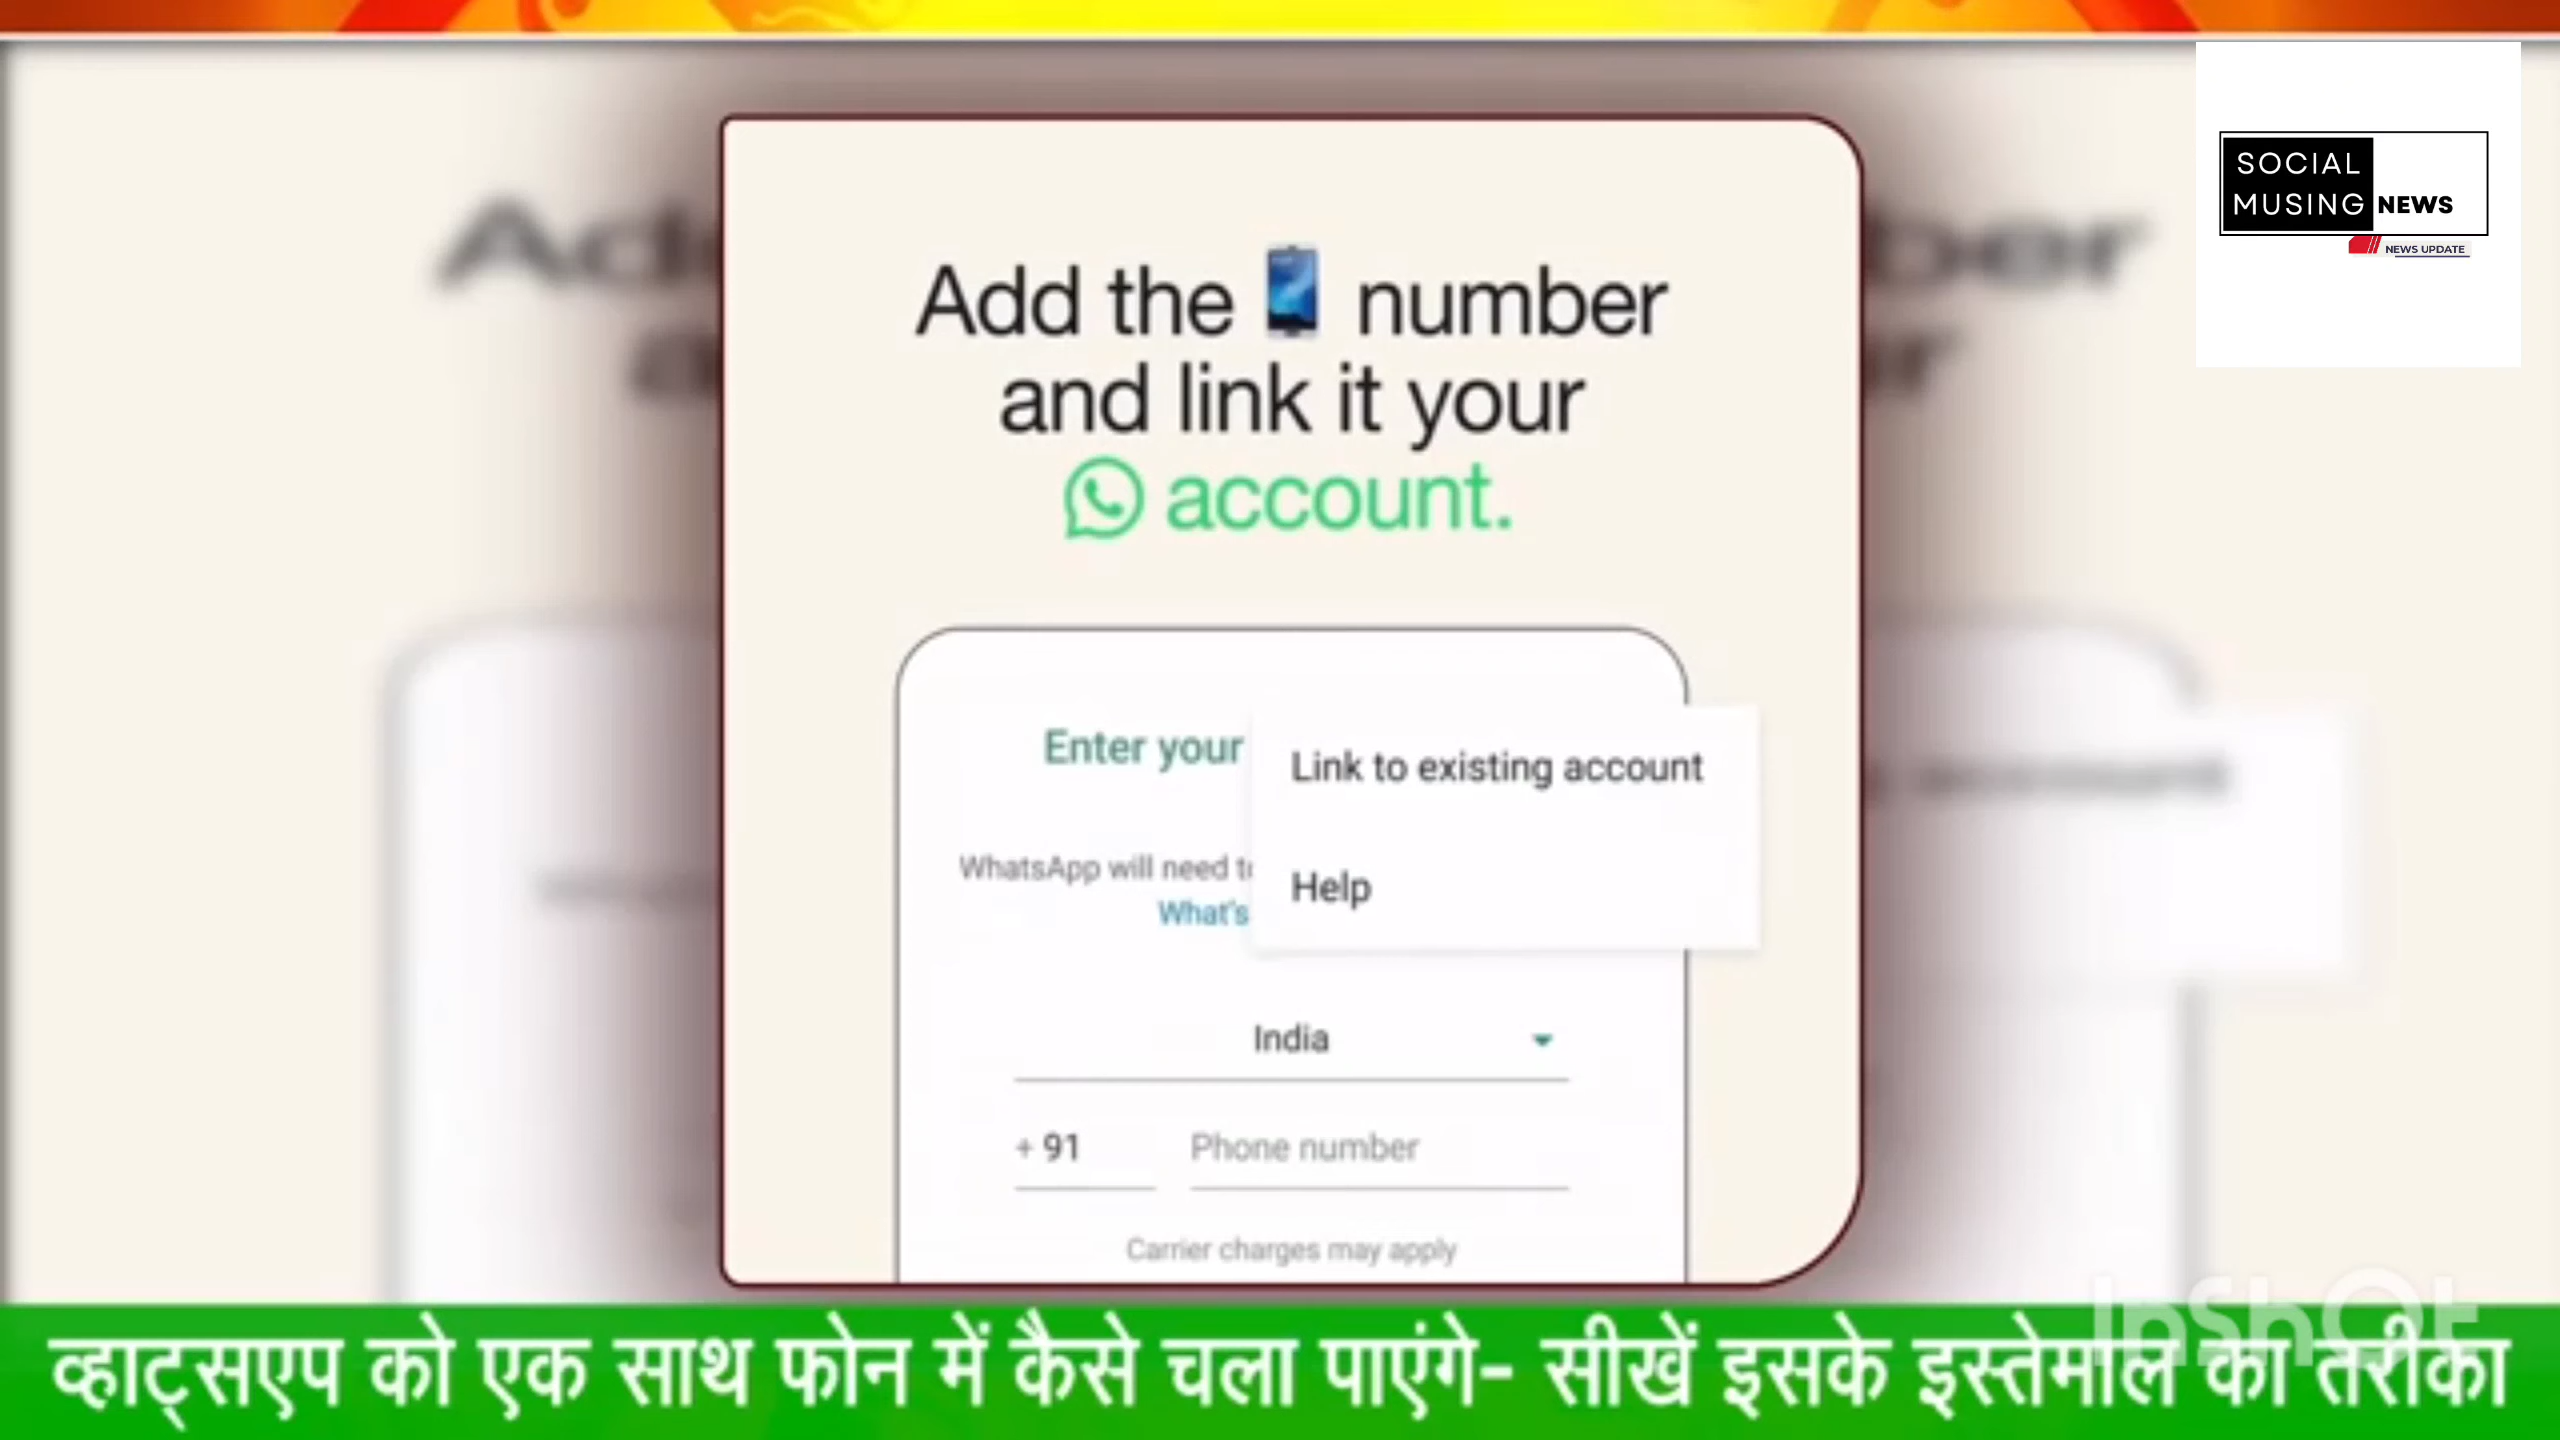 SOCIAL
MUSING NEWS
NEWS UPDATE
Add the number
and link it your
account.
Enter your
Link to existing account
WhatsApp will need
Help
What's
India
+ 91 Phone number
Carrier charges may apply
InShOt
व्हाट्सएप को एक साथ फोन में कैसे चला पाएंगे- सीखें इसके इस्तेमाल का तरीका